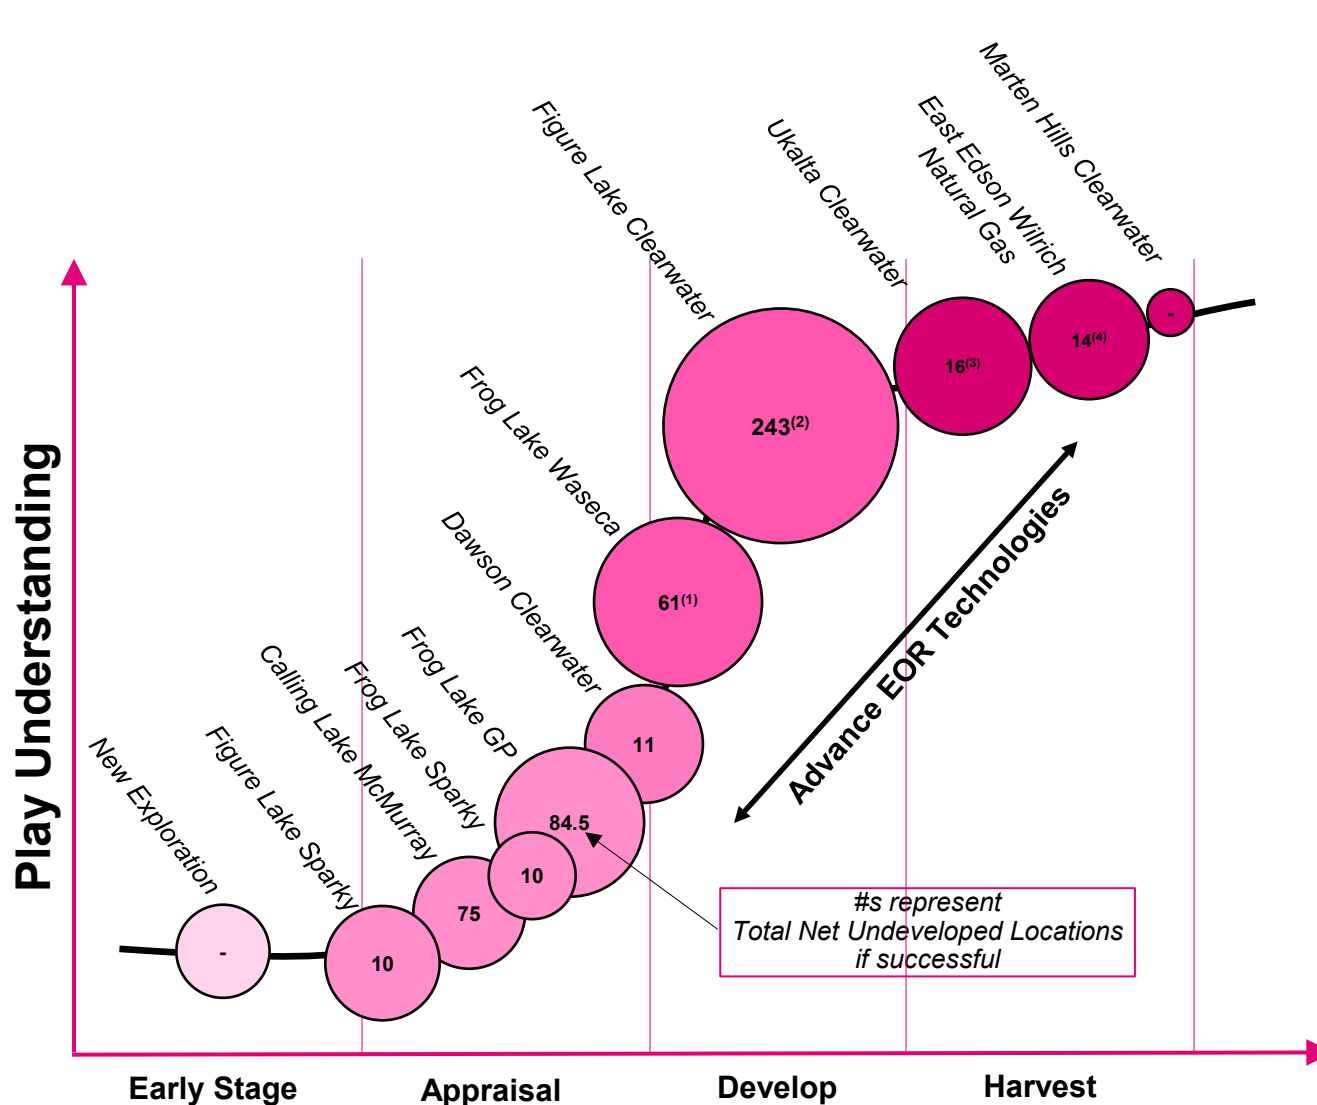 Marten Hills Clearwater
East Edson Wilrich
Natural Gas
Ukalta Clearwater
Figure Lake Clearwater
Frog Lake Waseca
Dawson Clearwater
Frog Lake GP
Frog Lake Sparky
Calling Lake McMurray
Figure Lake Sparky
New Exploration
Play Understanding
-
14(4)
16(3)
243(2)
61(1)
11
84.5
10
75
10
-
Advance EOR Technologies
#s represent
Total Net Undeveloped Locations
if successful
Early Stage
Appraisal
Develop
Harvest